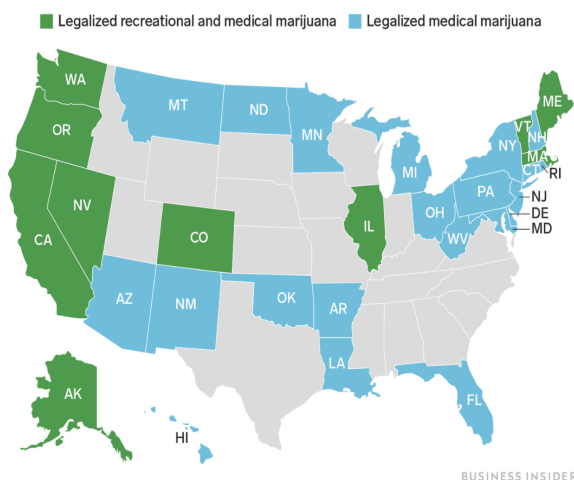 Legalized recreational and medical marijuana Legalized medical marijuana
WA
MT
ND
MN
ME
OR
VT
NH
NY
MA
CT
RI
MI
NV
PA
NJ
CA
CO
IL
OH
DE
WV
MD
AZ
NM
OK
AR
LA
AK
HI
FL
BUSINESS INSIDER